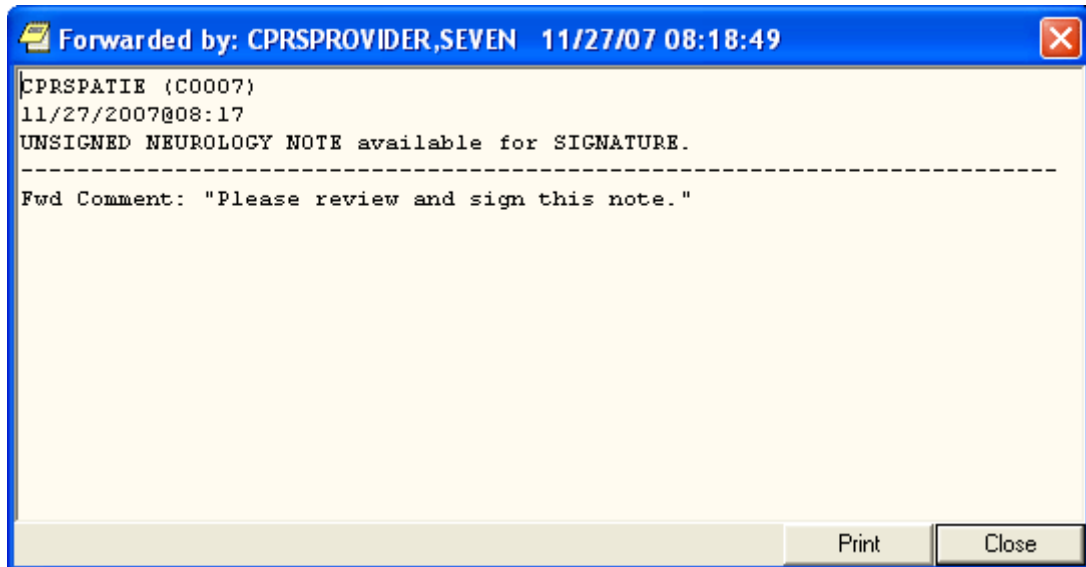 Forwarded by: CPRSPROVIDER,SEVEN 11/27/07 08:18:49
CPRSPATIE (C0007)
11/27/2007@08:17
UNSIGNED NEUROLOGY NOTE available for SIGNATURE.
--------------------------------------------------------------------------
Fwd Comment: "Please review and sign this note."
Print Close